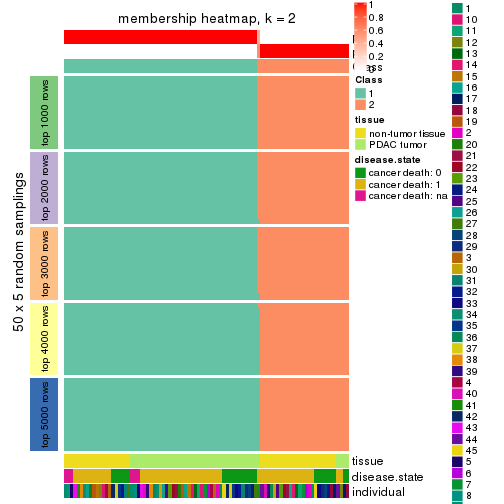 membership heatmap, k = 2
50 x 5 random samplings
top 1000 rows
top 2000 rows
top 3000 rows
top 4000 rows
top 5000 rows
1
0.8
0.6
0.4
0.2
0
Class
1
2
tissue
non-tumor tissue
PDAC tumor
disease.state
cancer death: 0
cancer death: 1
cancer death: na
tissue
disease.state
individual
1
10
11
12
13
14
15
16
17
18
19
2
20
21
22
23
24
25
26
27
28
29
3
30
31
32
33
34
35
36
37
38
39
4
40
41
42
43
44
45
5
6
7
8